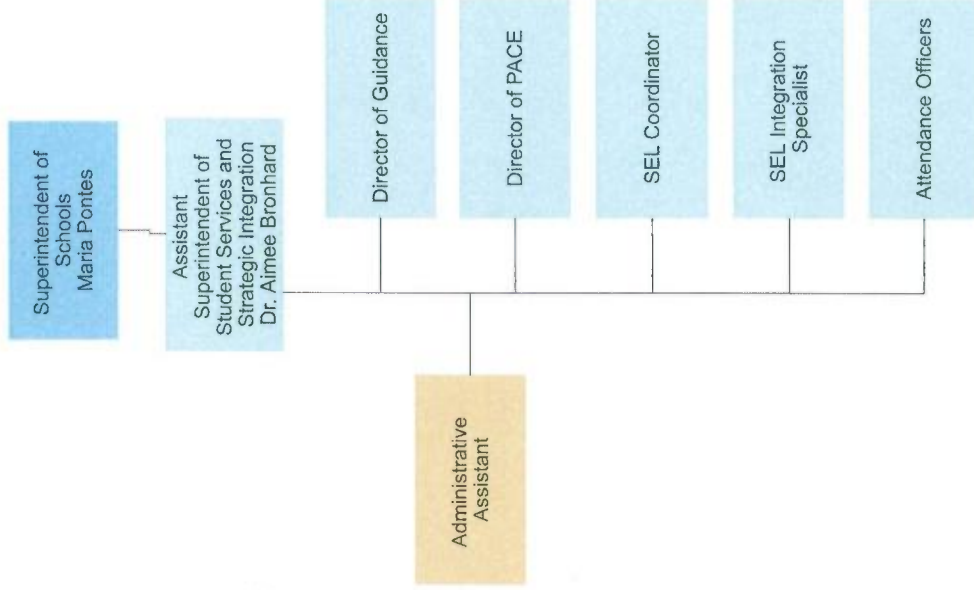 Superintendent of
Schools
Maria Pontes
Assistant
Superintendent of
Student Services and
Strategic Integration
Dr. Aimee Bronhard
Administrative
Assistant
Director of Guidance
Director of PACE
SEL Coordinator
SEL Integration
Specialist
Attendance Officers